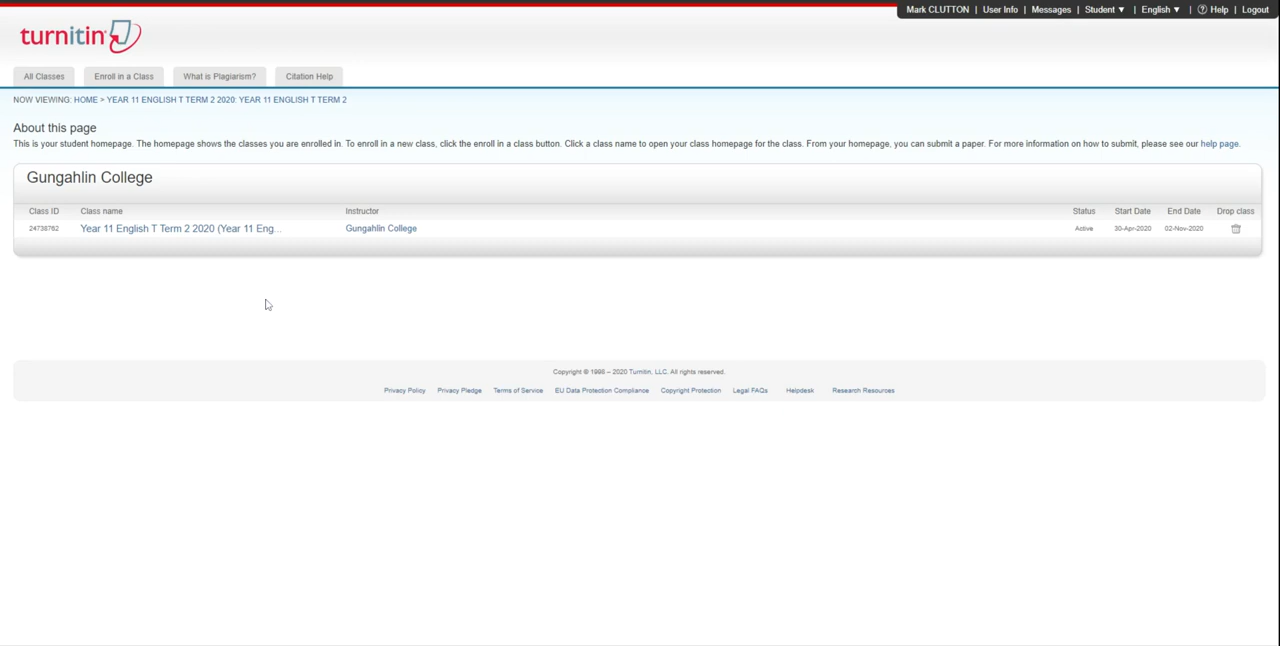 Mark CLUTTON | User Info | Messages | Student ▼ | English ▼ | ? Help | Logout
turnitin
All Classes Enroll in a Class What is Plagiarism? Citation Help
NOW VIEWING: HOME > YEAR 11 ENGLISH T TERM 2 2020: YEAR 11 ENGLISH T TERM 2
About this page
This is your student homepage. The homepage shows the classes you are enrolled in. To enroll in a new class, click the enroll in a class button. Click a class name to open your class homepage for the class. From your homepage, you can submit a paper. For more information on how to submit, please see our help page.
Gungahlin College
Class ID Class name Instructor Status Start Date End Date Drop class
24738762 Year 11 English T Term 2 2020 (Year 11 Eng... Gungahlin College Active 30-Apr-2020 02-Nov-2020
Copyright © 1998 – 2020 Turnitin, LLC. All rights reserved.
Privacy Policy Privacy Pledge Terms of Service EU Data Protection Compliance Copyright Protection Legal FAQs Helpdesk Research Resources